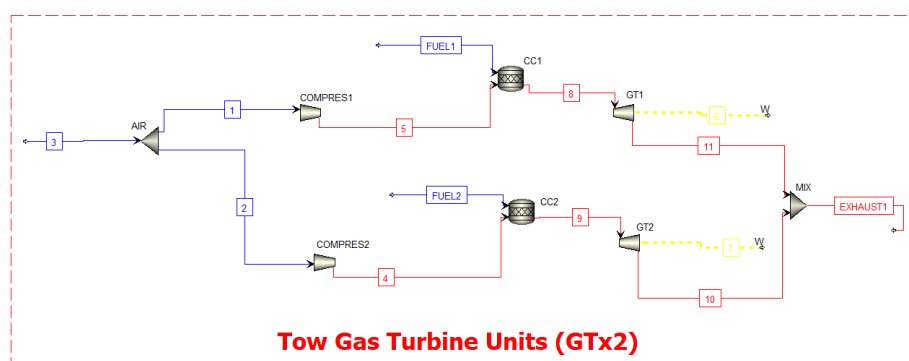 FUEL1
CC1
COMPRES1
8
GT1
1
6
W
AIR
5
3
11
FUEL2
CC2
MIX
EXHAUST1
2
9
GT2
COMPRES2
7
W
4
10
Tow Gas Turbine Units (GTx2)